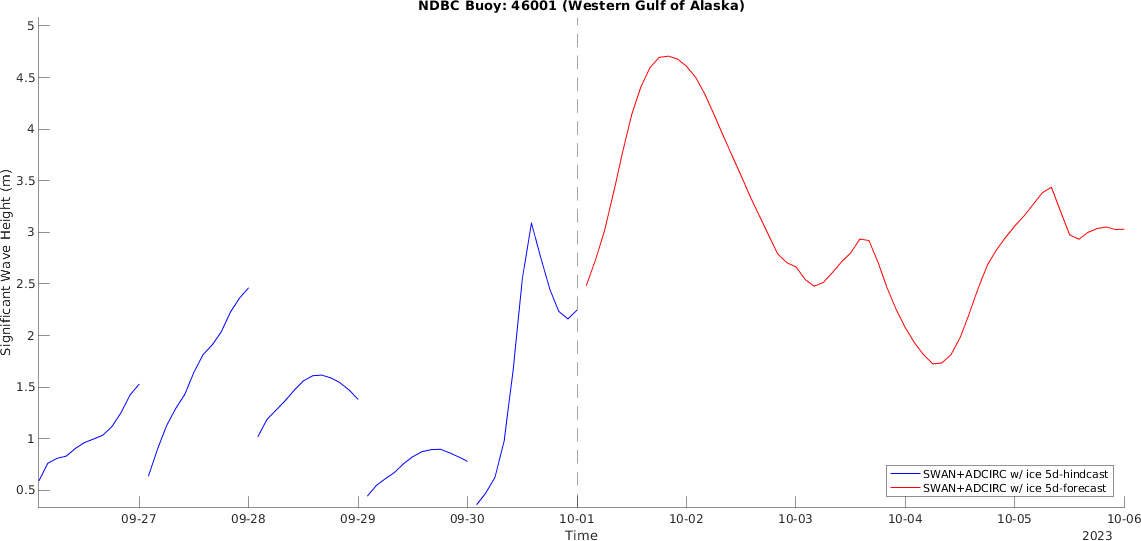 NDBC Buoy: 46001 (Western Gulf of Alaska)
5
4.5
4
3.5
3
2.5
2
1.5
1
0.5
Significant Wave Height (m)
SWAN+ADCIRC w/ ice 5d-hindcast
SWAN+ADCIRC w/ ice 5d-forecast
09-27 09-28 09-29 09-30 10-01 10-02 10-03 10-04 10-05 10-06
Time
2023